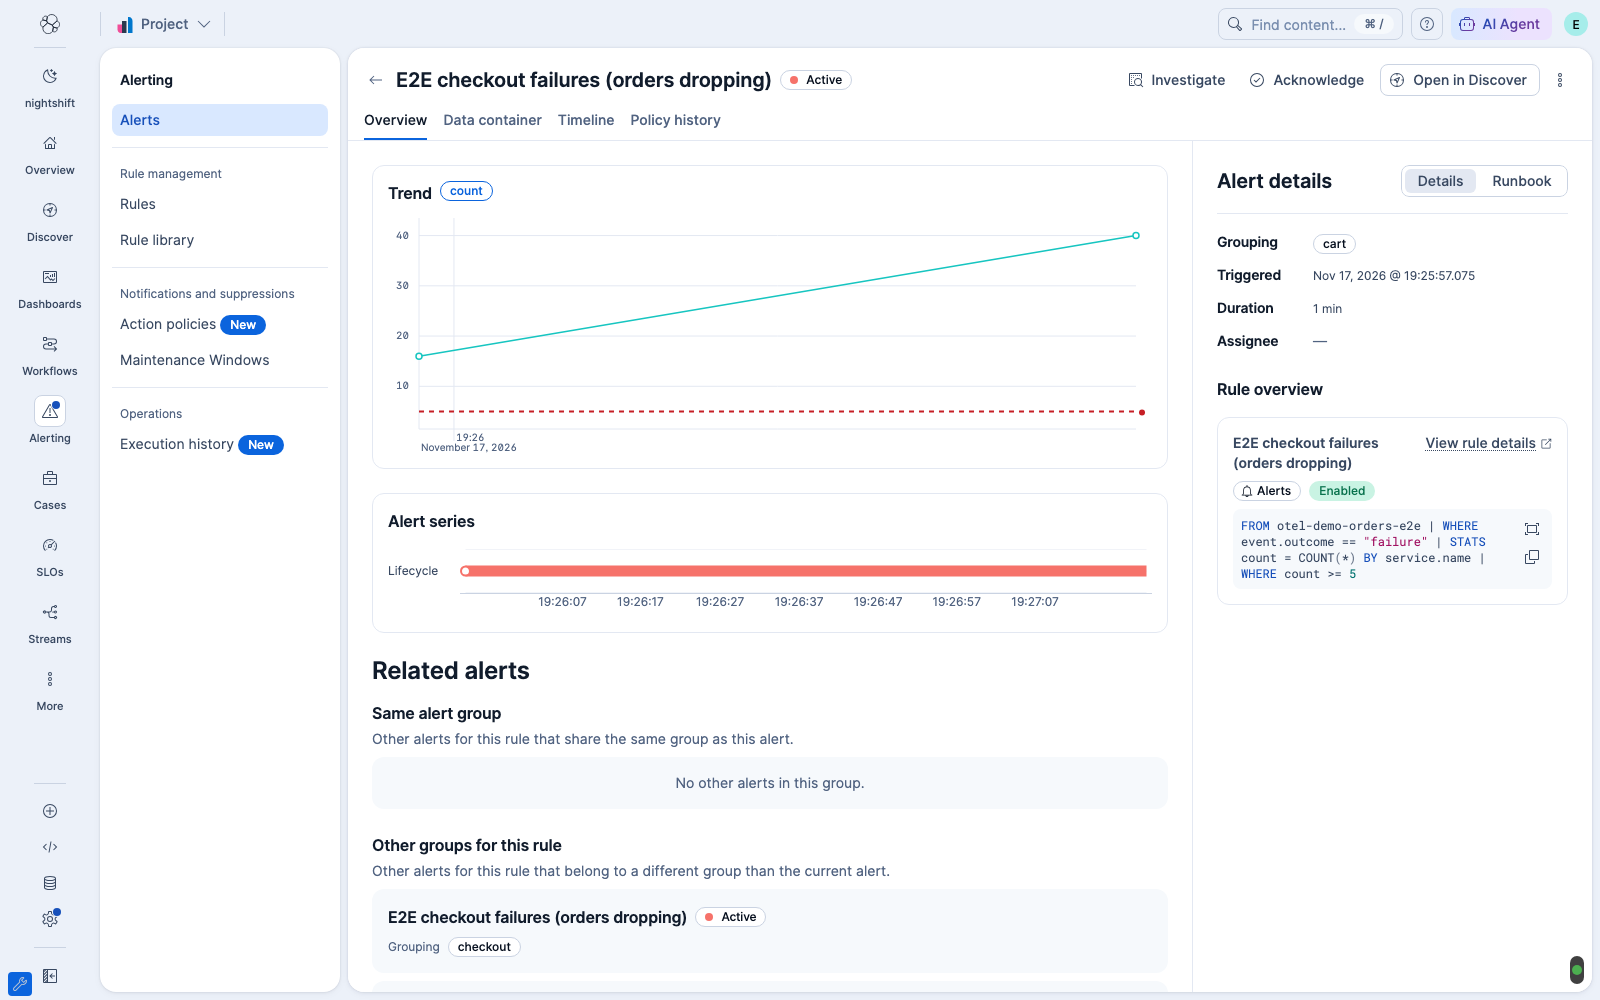 Project
Find content...
⌘ /
AI Agent
E
nightshift
Overview
Discover
Dashboards
Workflows
Alerting
Cases
SLOs
Streams
More
Alerting
Alerts
Rule management
Rules
Rule library
Notifications and suppressions
Action policies New
Maintenance Windows
Operations
Execution history New
E2E checkout failures (orders dropping) Active
Investigate
Acknowledge
Open in Discover
Overview Data container Timeline Policy history
Trend count
40
30
20
10
19:26
November 17, 2026
Alert series
Lifecycle
19:26:07 19:26:17 19:26:27 19:26:37 19:26:47 19:26:57 19:27:07
Related alerts
Same alert group
Other alerts for this rule that share the same group as this alert.
No other alerts in this group.
Other groups for this rule
Other alerts for this rule that belong to a different group than the current alert.
E2E checkout failures (orders dropping) Active
Grouping checkout
Alert details
Details Runbook
Grouping cart
Triggered Nov 17, 2026 @ 19:25:57.075
Duration 1 min
Assignee —
Rule overview
E2E checkout failures
(orders dropping)
View rule details
Alerts Enabled
FROM otel-demo-orders-e2e | WHERE
event.outcome == "failure" | STATS
count = COUNT(*) BY service.name |
WHERE count >= 5